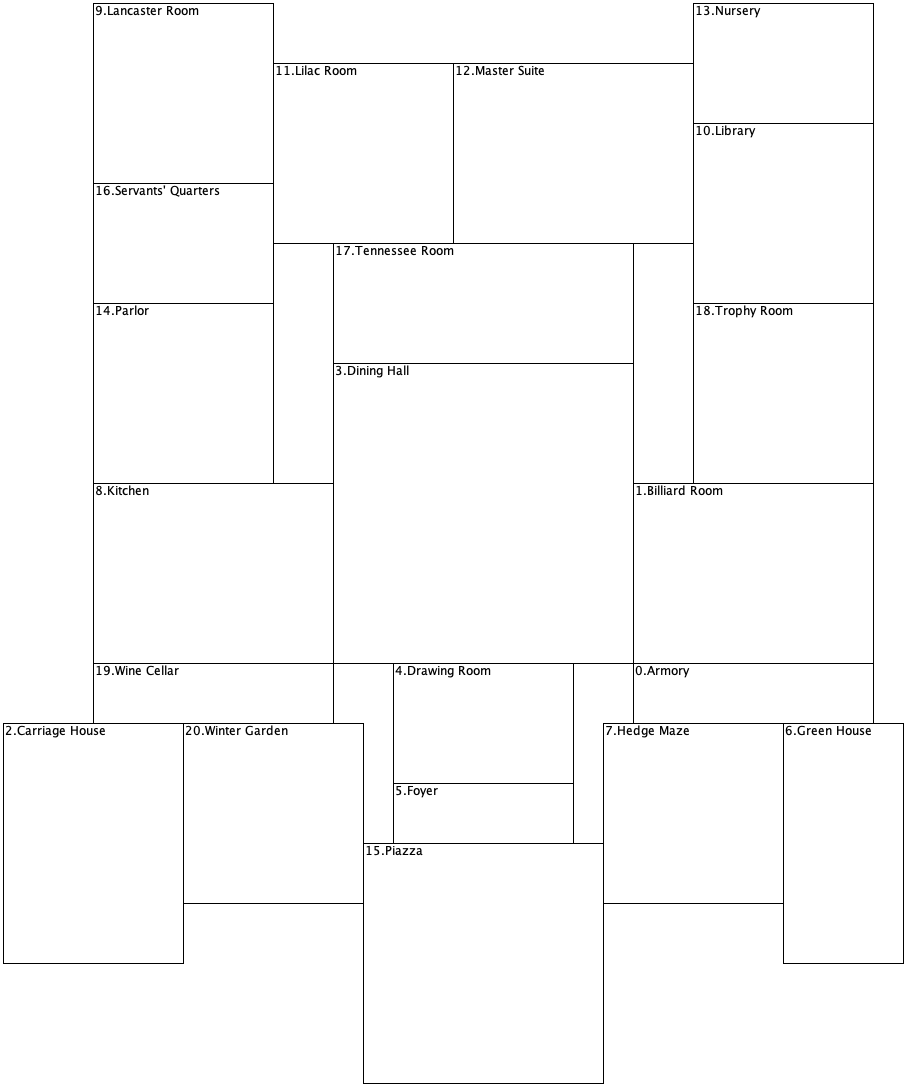 9.Lancaster Room
13.Nursery
11.Lilac Room
12.Master Suite
10.Library
16.Servants' Quarters
17.Tennessee Room
14.Parlor
18.Trophy Room
3.Dining Hall
8.Kitchen
1.Billiard Room
19.Wine Cellar
4.Drawing Room
0.Armory
2.Carriage House
20.Winter Garden
7.Hedge Maze
6.Green House
5.Foyer
15.Piazza